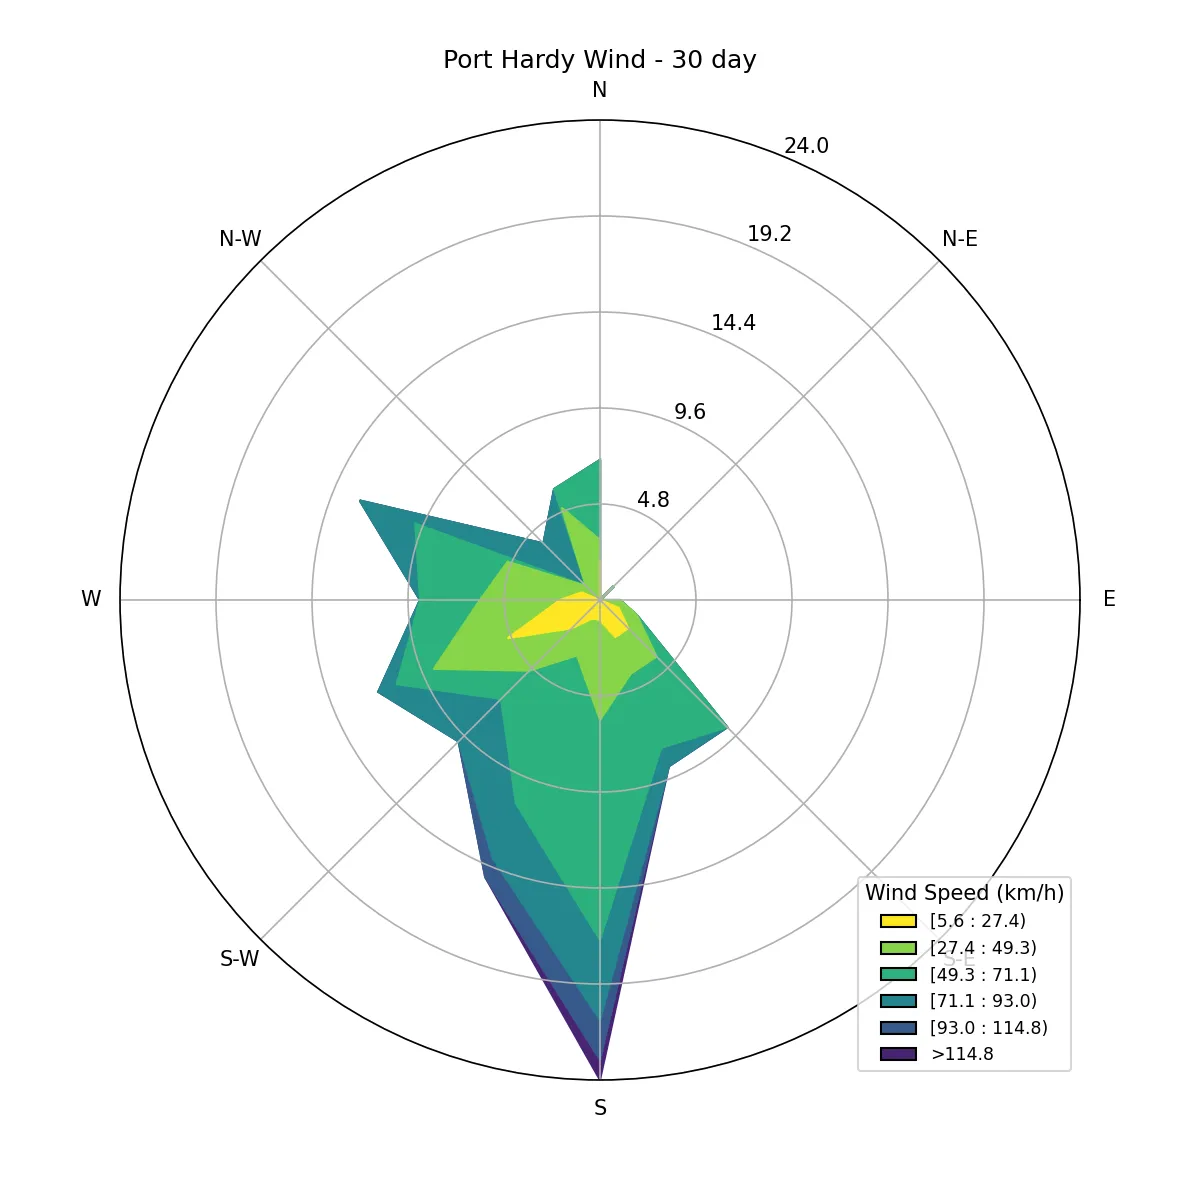 Port Hardy Wind - 30 day
N
24.0
N-W
19.2
N-E
14.4
9.6
4.8
W
E
Wind Speed (km/h)
[5.6 : 27.4)
[27.4 : 49.3)
S-W
S-E
[49.3 : 71.1)
[71.1 : 93.0)
[93.0 : 114.8)
>114.8
S